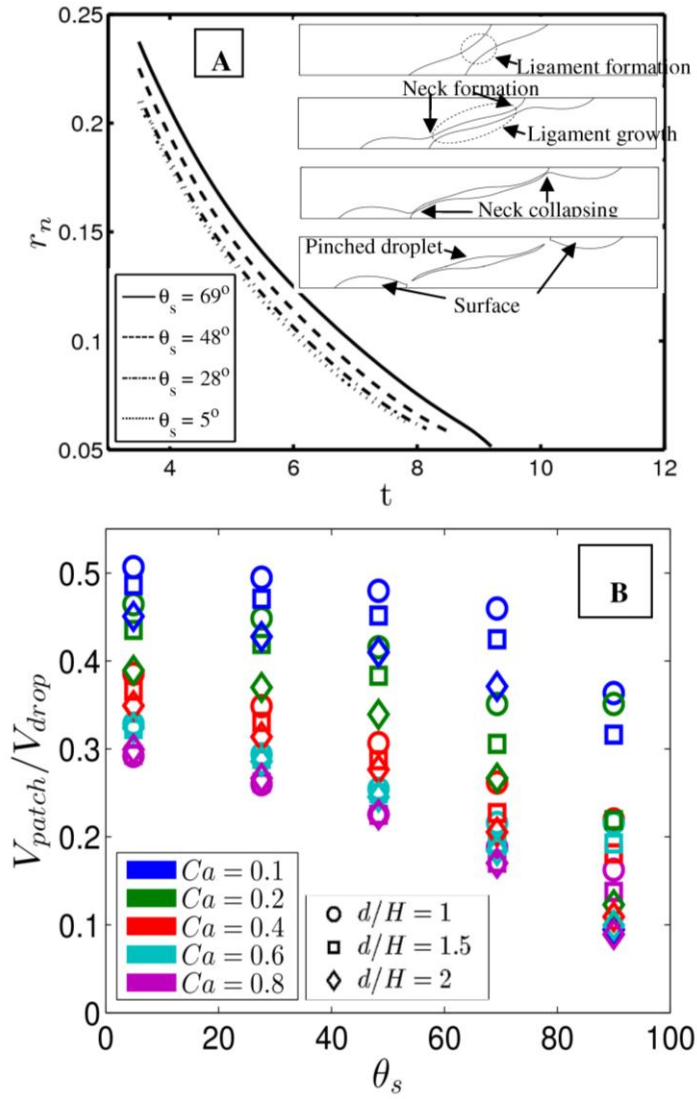 0.25
A
Ligament formation
Neck formation
0.2
Ligament growth
r_n
0.15
Neck collapsing
Pinched droplet
Surface
θ_s = 69°
0.1
θ_s = 48°
θ_s = 28°
θ_s = 5°
0.05
4 6 8 10 12
t
0.5
B
0.4
V_patch/V_drop
0.3
0.2
Ca = 0.1
Ca = 0.2
d/H = 1
Ca = 0.4
d/H = 1.5
0.1
Ca = 0.6
d/H = 2
Ca = 0.8
0
0 20 40 60 80 100
θ_s